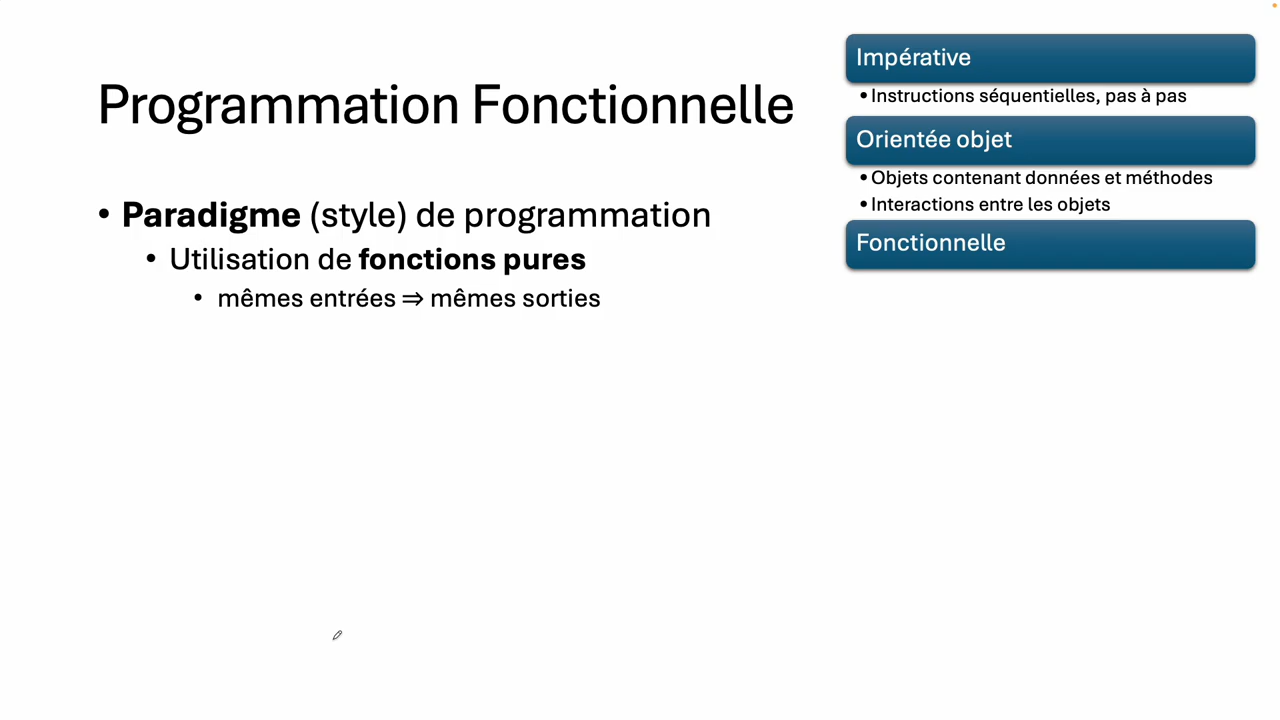 Programmation Fonctionnelle
• Paradigme (style) de programmation
• Utilisation de fonctions pures
• mêmes entrées ⇒ mêmes sorties
Impérative
• Instructions séquentielles, pas à pas
Orientée objet
• Objets contenant données et méthodes
• Interactions entre les objets
Fonctionnelle